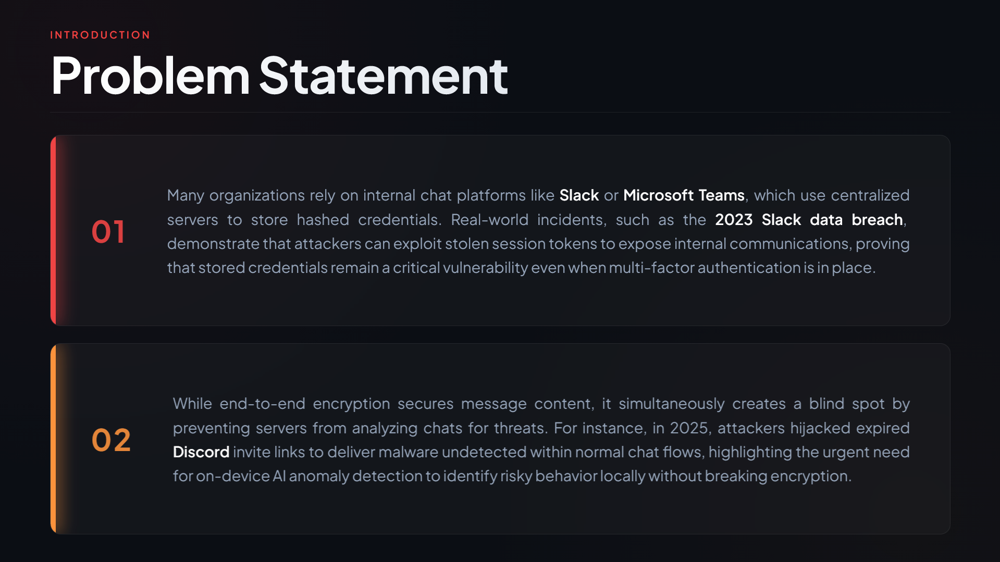 INTRODUCTION
Problem Statement
01
Many organizations rely on internal chat platforms like Slack or Microsoft Teams, which use centralized
servers to store hashed credentials. Real-world incidents, such as the 2023 Slack data breach,
demonstrate that attackers can exploit stolen session tokens to expose internal communications, proving
that stored credentials remain a critical vulnerability even when multi-factor authentication is in place.
02
While end-to-end encryption secures message content, it simultaneously creates a blind spot by
preventing servers from analyzing chats for threats. For instance, in 2025, attackers hijacked expired
Discord invite links to deliver malware undetected within normal chat flows, highlighting the urgent need
for on-device AI anomaly detection to identify risky behavior locally without breaking encryption.